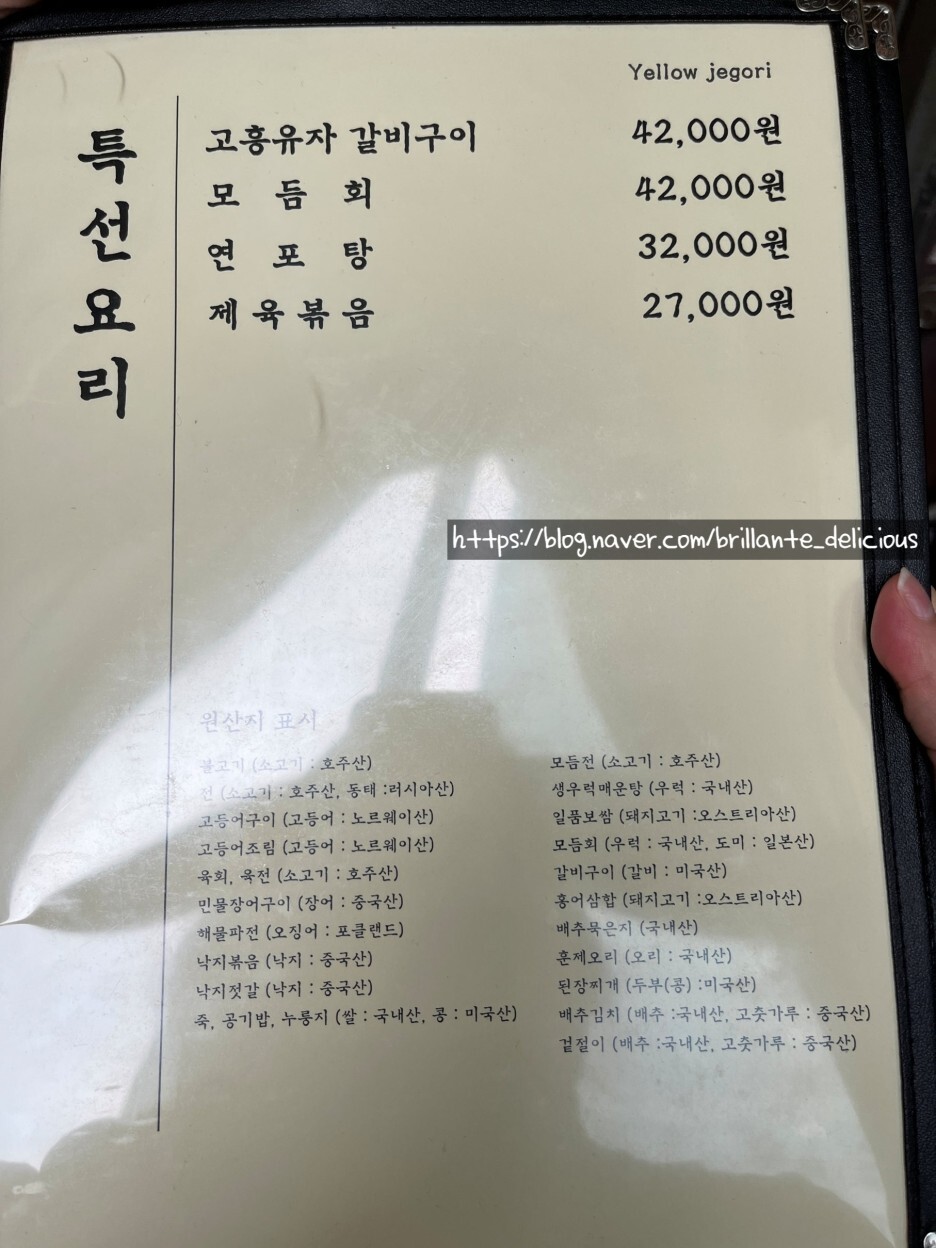 Yellow jegori
특선요리
고흥유자 갈비구이 42,000원
모듬회 42,000원
연포탕 32,000원
제육볶음 27,000원
https://blog.naver.com/brillante_delicious
원산지 표시
불고기 (소고기 : 호주산)
전 (소고기 : 호주산, 동태 :러시아산)
고등어구이 (고등어 : 노르웨이산)
고등어조림 (고등어 : 노르웨이산)
육회, 육전 (소고기 : 호주산)
민물장어구이 (장어 : 중국산)
해물파전 (오징어 : 포클랜드)
낙지볶음 (낙지 : 중국산)
낙지젓갈 (낙지 : 중국산)
죽, 공기밥, 누룽지 (쌀 : 국내산, 콩 : 미국산)
모듬전 (소고기 : 호주산)
생우럭매운탕 (우럭 : 국내산)
일품보쌈 (돼지고기 :오스트리아산)
모듬회 (우럭 : 국내산, 도미 : 일본산)
갈비구이 (갈비 : 미국산)
홍어삼합 (돼지고기 :오스트리아산)
배추묵은지 (국내산)
훈제오리 (오리 : 국내산)
된장찌개 (두부(콩) :미국산)
배추김치 (배추 :국내산, 고춧가루 : 중국산)
겉절이 (배추 :국내산, 고춧가루 : 중국산)